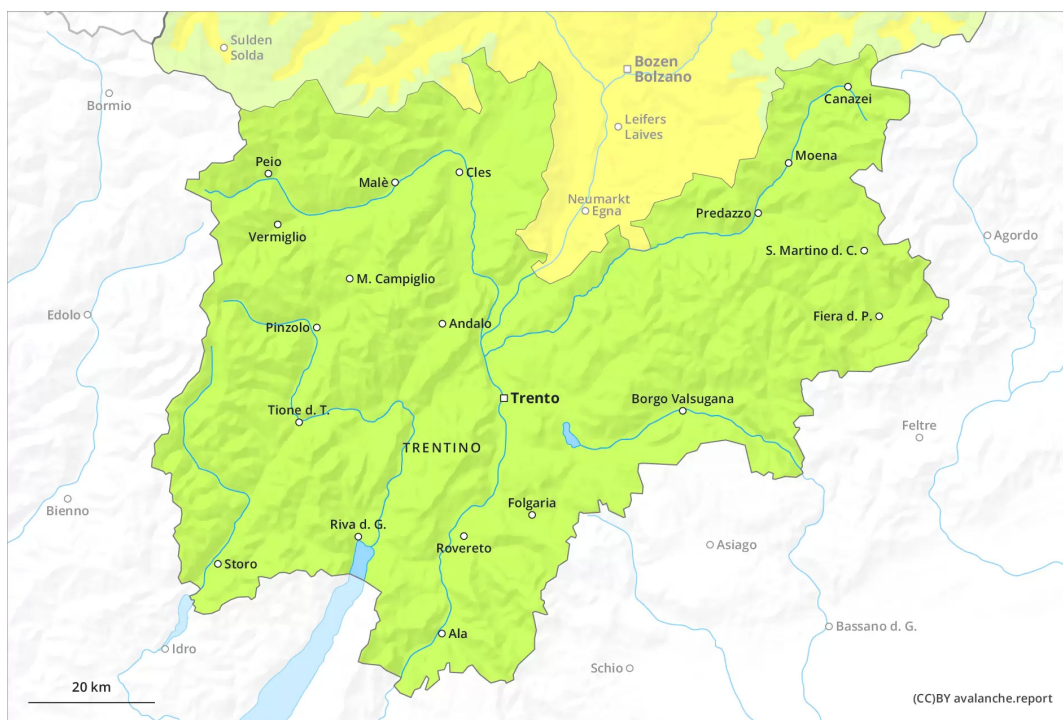 Sulden
Solda
Bozen
Bolzano
Bormio
Canazei
Leifers
Laives
Moena
Peio
Cles
Malè
Neumarkt
Egna
Predazzo
Vermiglio
Agordo
S. Martino d. C.
M. Campiglio
Edolo
Fiera d. P.
Pinzolo
Andalo
Trento
Borgo Valsugana
Tione d. T.
Feltre
TRENTINO
Bienno
Folgaria
Riva d. G.
Rovereto
Asiago
Storo
Bassano d. G.
Ala
Idro
Schio
20 km
(CC)BY avalanche.report